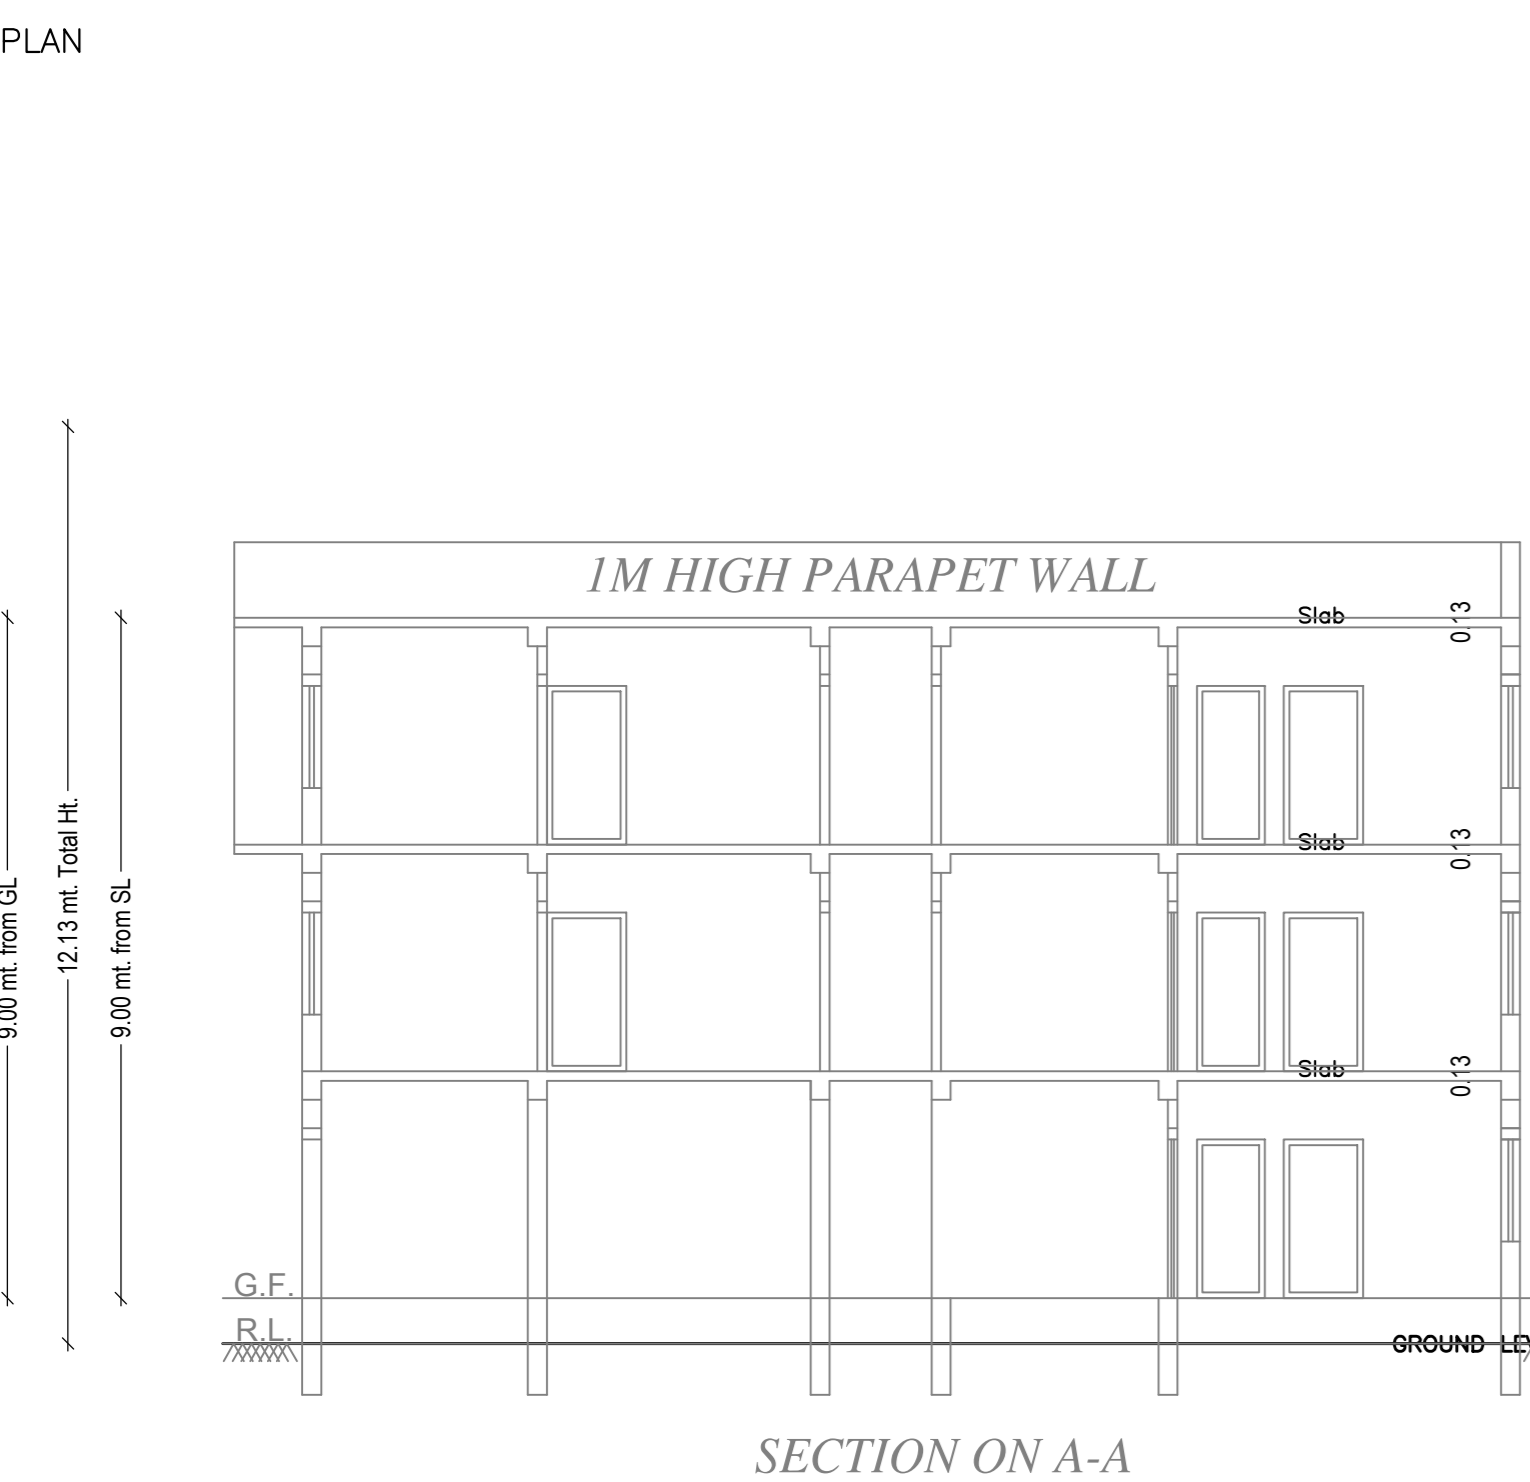 PLAN
1M HIGH PARAPET WALL
Slab
0.13
Slab
0.13
9.00 mt. from GL
12.13 mt. Total Ht.
9.00 mt. from SL
Slab
0.13
G.F.
R.L.
GROUND LEV
SECTION ON A-A